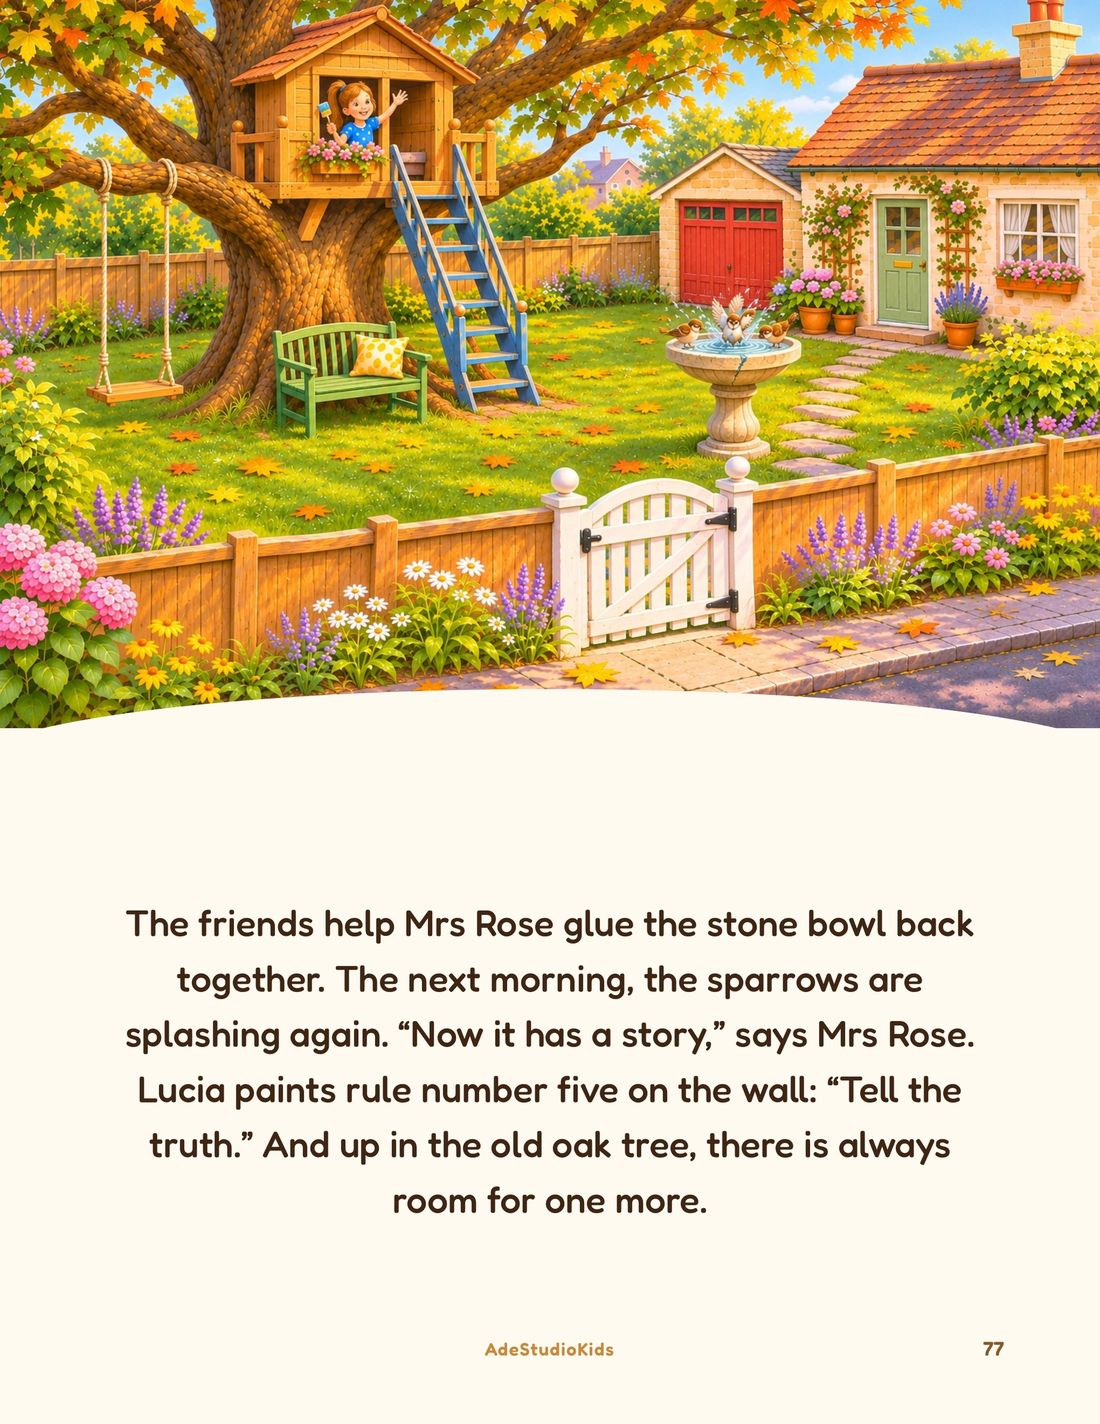 The friends help Mrs Rose glue the stone bowl back
together. The next morning, the sparrows are
splashing again. “Now it has a story,” says Mrs Rose.
Lucia paints rule number five on the wall: “Tell the
truth.” And up in the old oak tree, there is always
room for one more.
AdeStudioKids
77